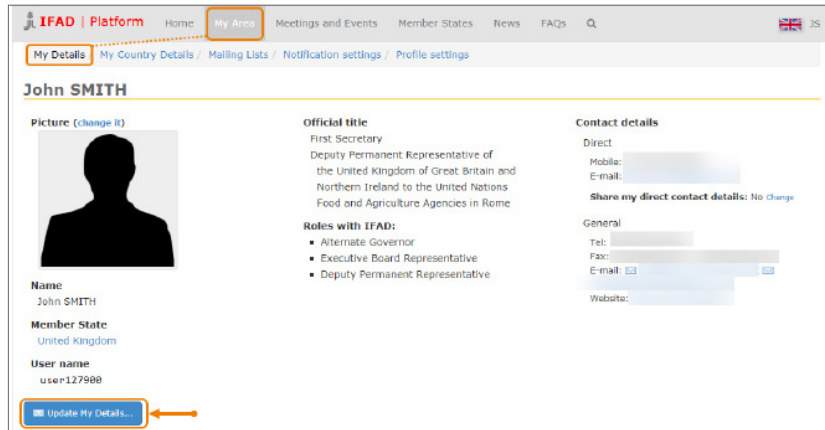 IFAD | Platform Home My Area Meetings and Events Member States News FAQs JS
My Details My Country Details / Mailing Lists / Notification settings / Profile settings
John SMITH
Picture (change it)
Name
John SMITH
Member State
United Kingdom
User name
user127900
Update My Details...
Official title
First Secretary
Deputy Permanent Representative of
the United Kingdom of Great Britain and
Northern Ireland to the United Nations
Food and Agriculture Agencies in Rome
Roles with IFAD:
▪ Alternate Governor
▪ Executive Board Representative
▪ Deputy Permanent Representative
Contact details
Direct
Mobile:
E-mail:
Share my direct contact details: No Change
General
Tel:
Fax:
E-mail:
Website: